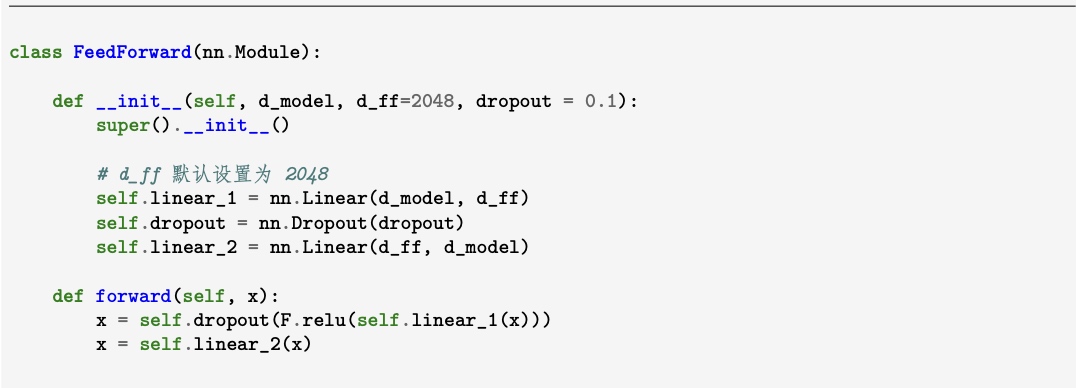 class FeedForward(nn.Module):
    def __init__(self, d_model, d_ff=2048, dropout = 0.1):
        super().__init__()
        # d_ff 默认设置为 2048
        self.linear_1 = nn.Linear(d_model, d_ff)
        self.dropout = nn.Dropout(dropout)
        self.linear_2 = nn.Linear(d_ff, d_model)
    def forward(self, x):
        x = self.dropout(F.relu(self.linear_1(x)))
        x = self.linear_2(x)